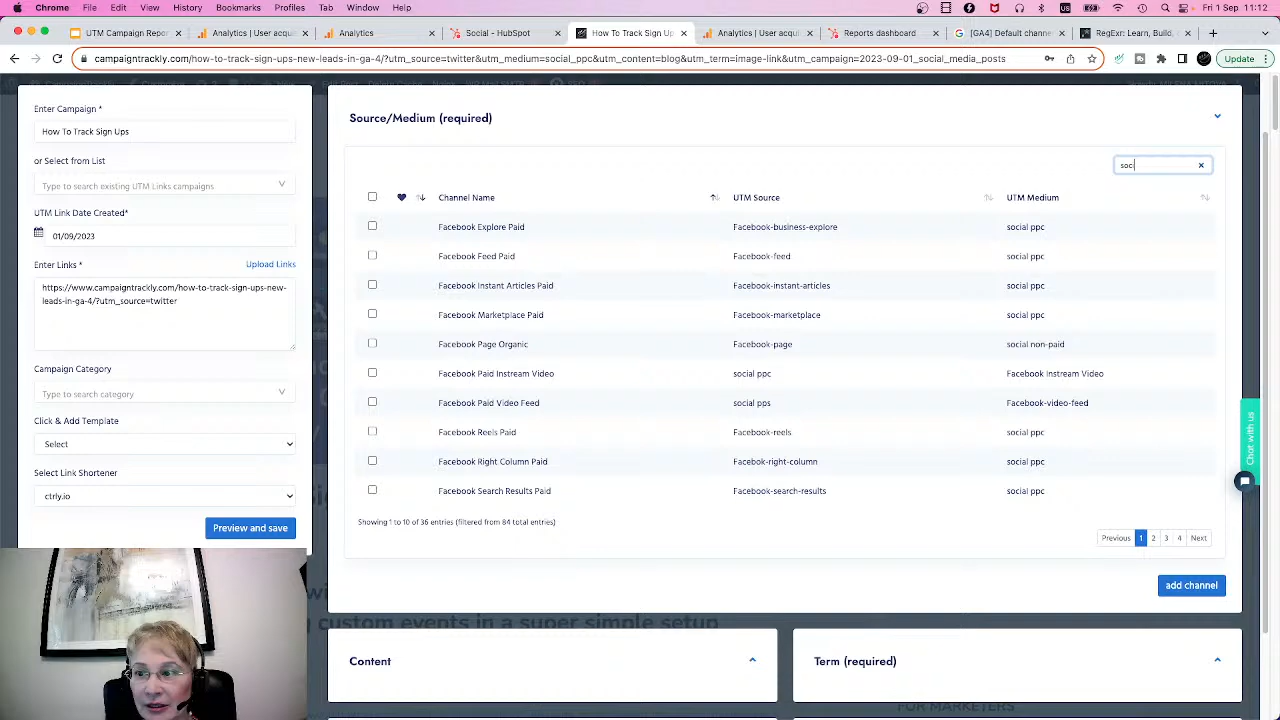 Chrome File Edit View History Bookmarks Profiles Tab Window Help Fri 1 Sep 11:12
UTM Campaign Repor Analytics | User acqui Analytics Social - HubSpot How To Track Sign Up Analytics | User acqui Reports dashboard [GA4] Default channel RegExr: Learn, Build,
campaigntrackly.com/how-to-track-sign-ups-new-leads-in-ga-4/?utm_source=twitter&utm_medium=social_ppc&utm_content=blog&utm_term=image-link&utm_campaign=2023-09-01_social_media_posts Update
Enter Campaign *
How To Track Sign Ups
or Select from List
Type to search existing UTM Links campaigns
UTM Link Date Created*
01/09/2023
Enter Links * Upload Links
https://www.campaigntrackly.com/how-to-track-sign-ups-new-
leads-in-ga-4/?utm_source=twitter
Campaign Category
Type to search category
Click & Add Template
Select
Select Link Shortener
ctrly.io
Preview and save
Source/Medium (required)
soci
Channel Name UTM Source UTM Medium
Facebook Explore Paid Facebook-business-explore social ppc
Facebook Feed Paid Facebook-feed social ppc
Facebook Instant Articles Paid Facebook-instant-articles social ppc
Facebook Marketplace Paid Facebook-marketplace social ppc
Facebook Page Organic Facebook-page social non-paid
Facebook Paid Instream Video social ppc Facebook Instream Video
Facebook Paid Video Feed social pps Facebook-video-feed
Facebook Reels Paid Facebook-reels social ppc
Facebook Right Column Paid Facebok-right-column social ppc
Facebook Search Results Paid Facebook-search-results social ppc
Showing 1 to 10 of 36 entries (filtered from 84 total entries)
Previous 1 2 3 4 Next
add channel
Chat with us
custom events in a super simple setup
Content
Term (required)
FOR MARKETERS